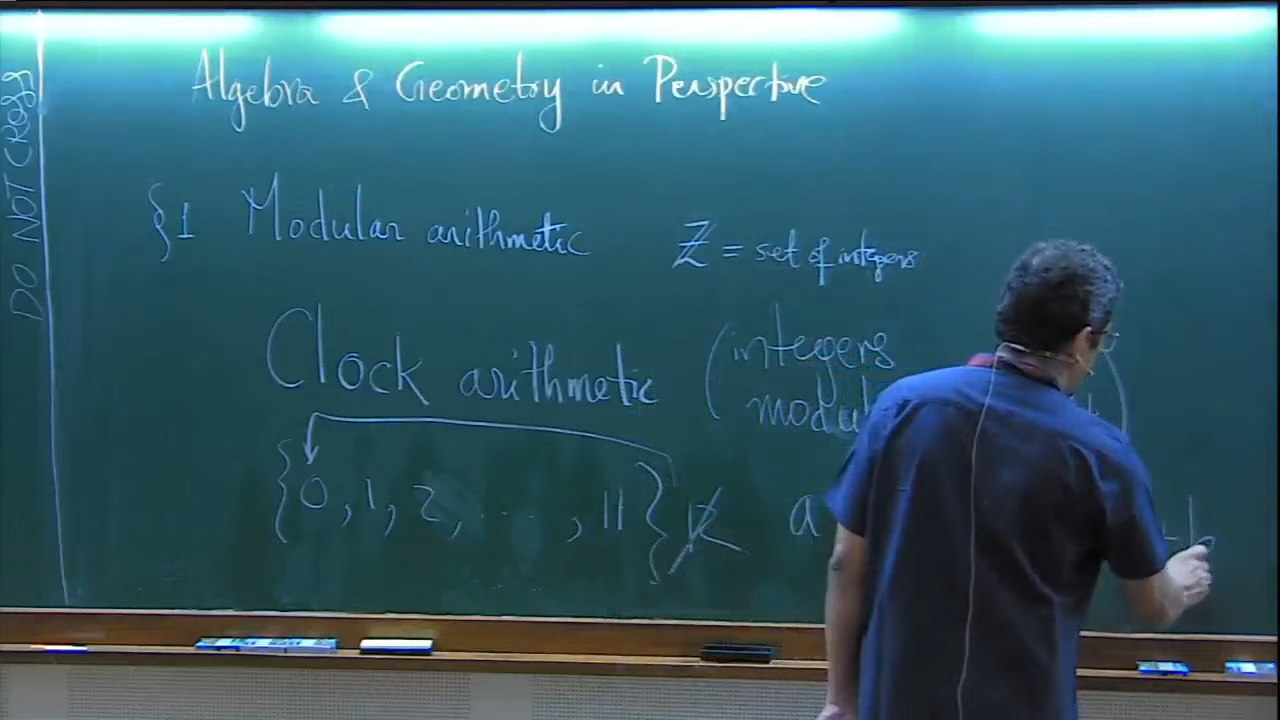 DO NOT CROSS
Algebra & Geometry in Perspective
§1 Modular arithmetic ℤ = set of integers
Clock arithmetic (integers
{0, 1, 2, ... , 11} 12 a